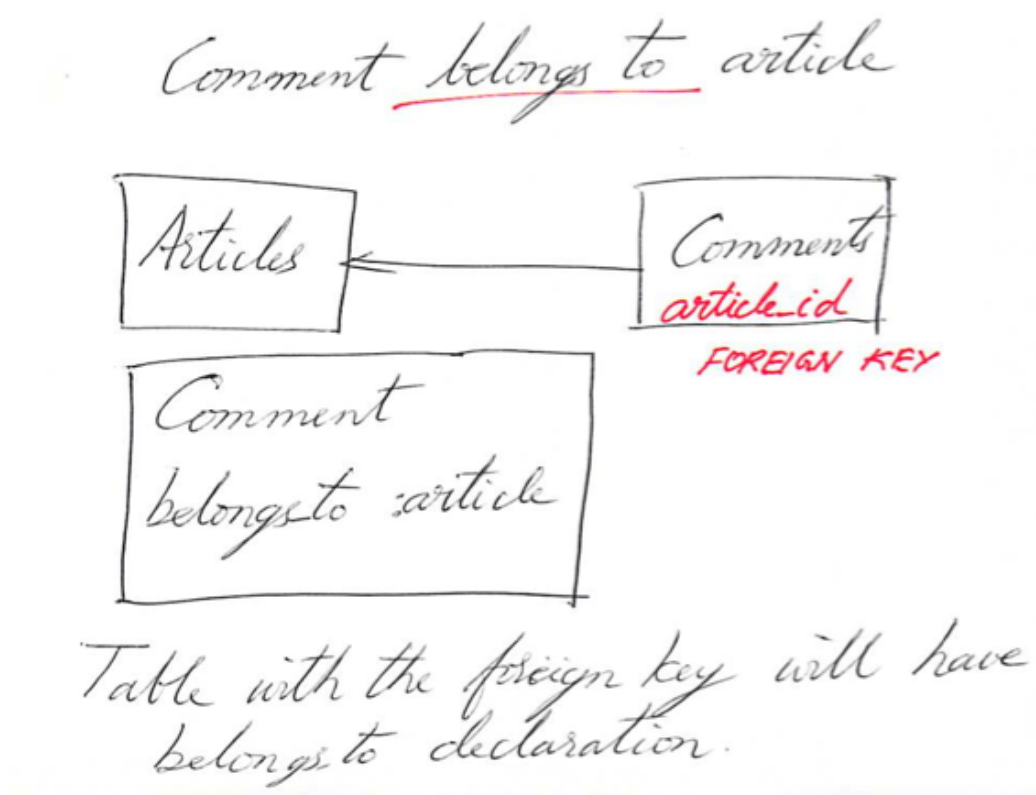 Comment belongs to article
Articles
Comments
article_id
FOREIGN KEY
Comment
belongs_to :article
Table with the foreign key will have
belongs_to declaration.